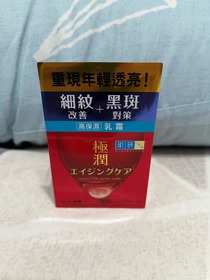 重現年輕透亮！
細紋 + 黑斑
改善 對策
高保濕 乳霜
極潤
肌研
エイジングケア